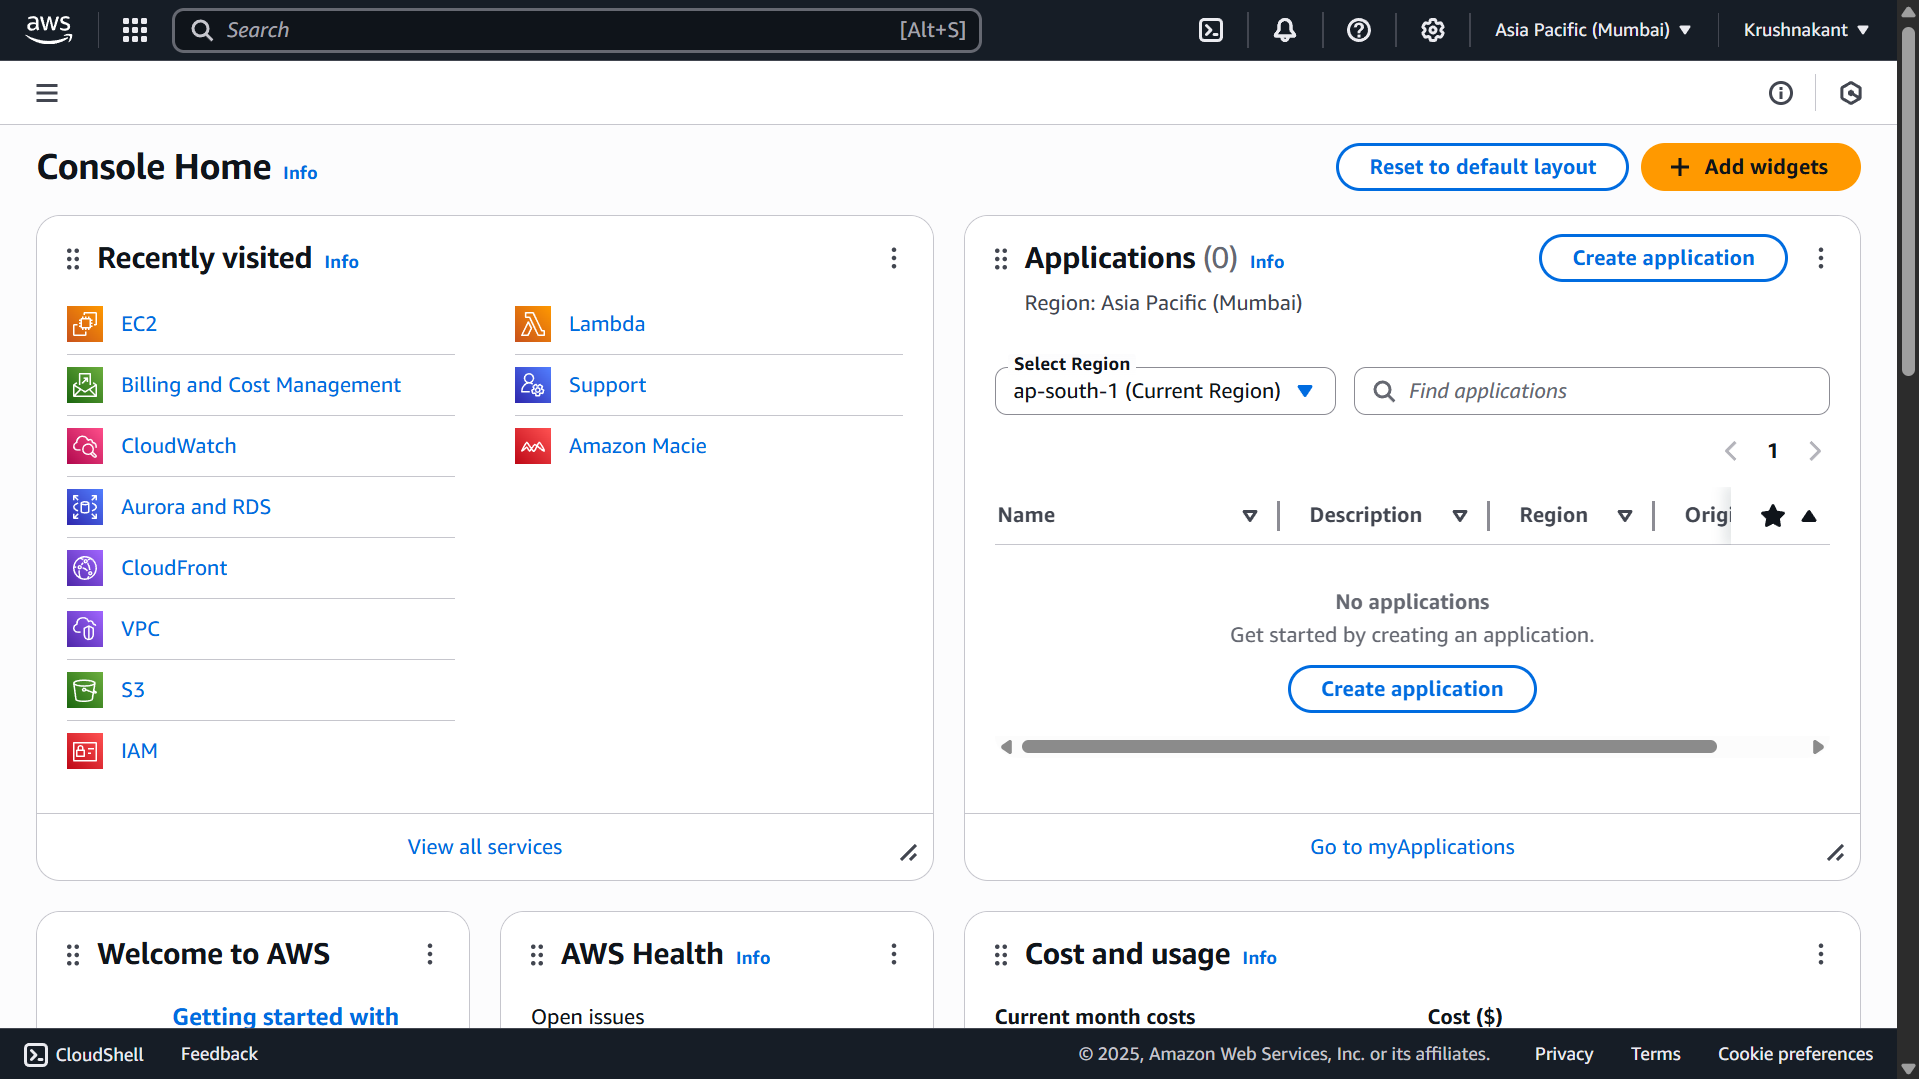 aws
Search [Alt+S]
Asia Pacific (Mumbai)
Krushnakant
Console Home Info
Reset to default layout
Add widgets
Recently visited Info
EC2
Billing and Cost Management
CloudWatch
Aurora and RDS
CloudFront
VPC
S3
IAM
Lambda
Support
Amazon Macie
View all services
Applications (0) Info
Create application
Region: Asia Pacific (Mumbai)
Select Region
ap-south-1 (Current Region)
Find applications
1
Name Description Region Origi
No applications
Get started by creating an application.
Create application
Go to myApplications
Welcome to AWS
Getting started with
AWS Health Info
Open issues
Cost and usage Info
Current month costs Cost ($)
CloudShell Feedback © 2025, Amazon Web Services, Inc. or its affiliates. Privacy Terms Cookie preferences